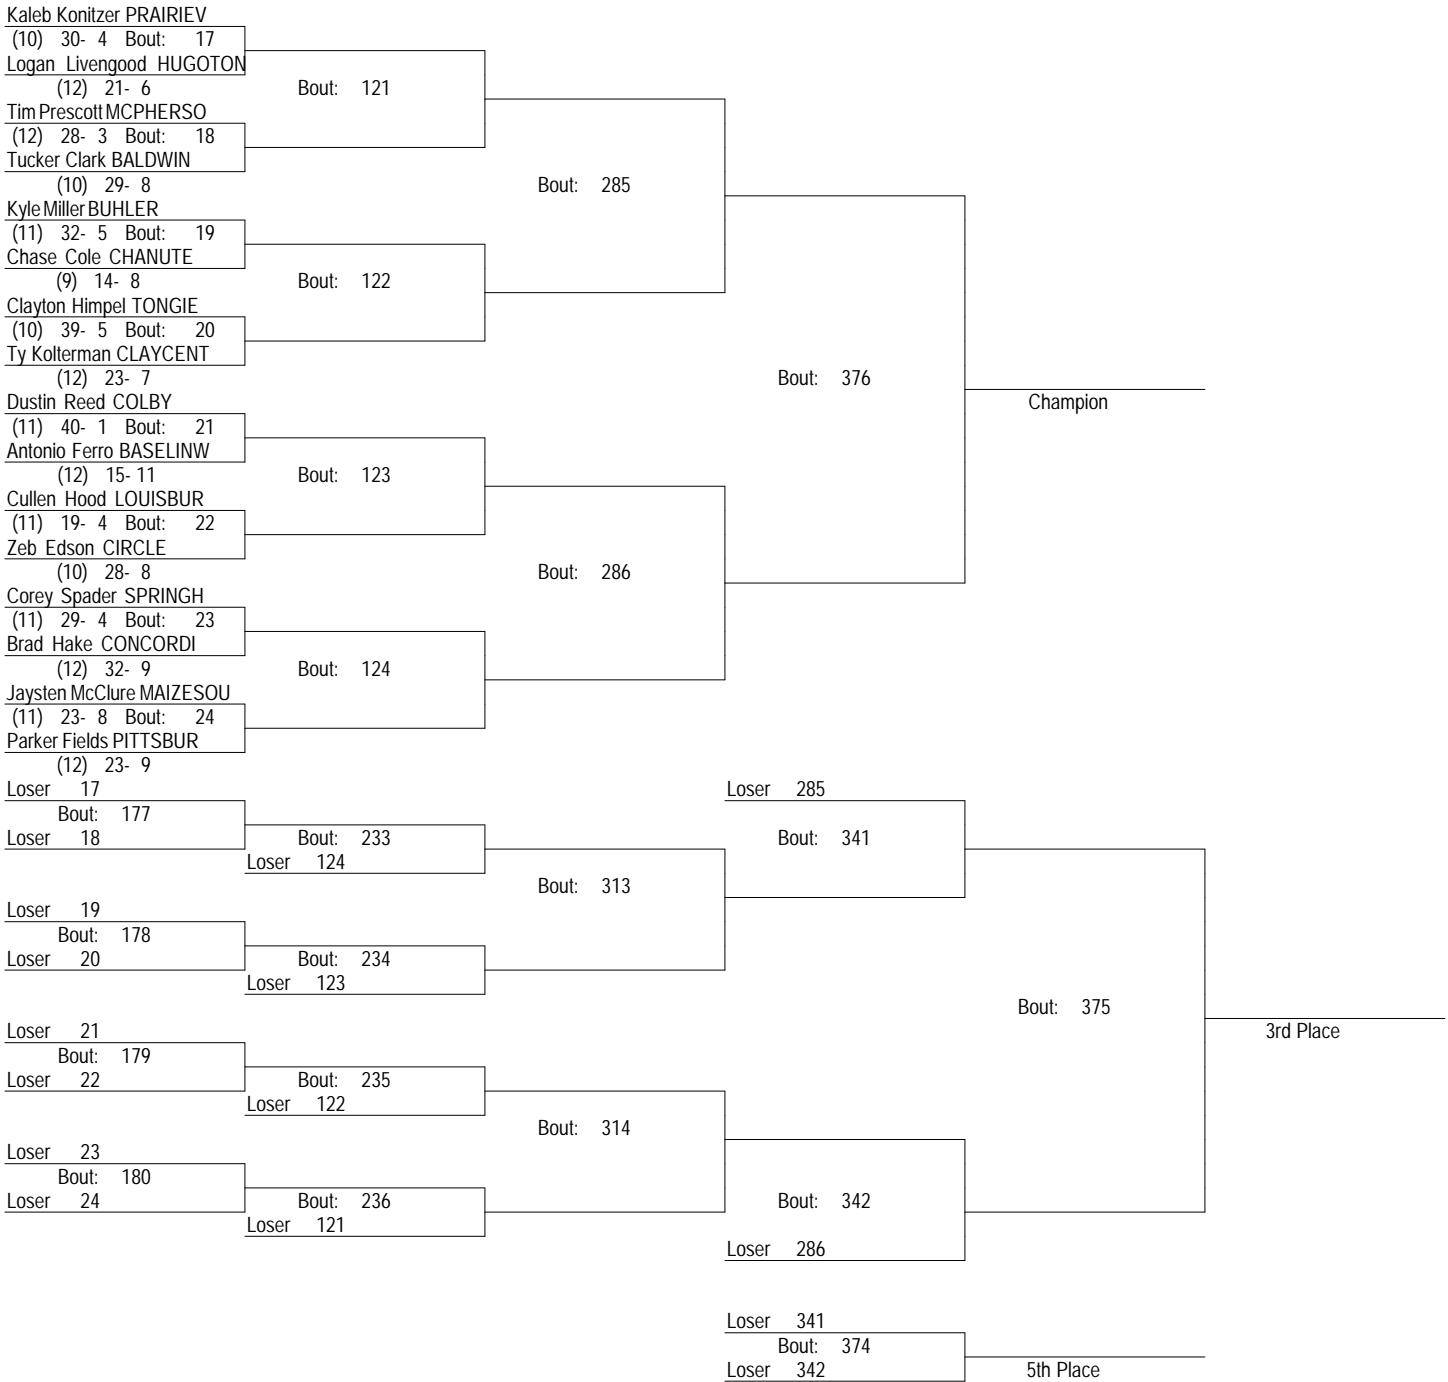 Kaleb Konitzer PRAIRIEV
(10) 30- 4 Bout: 17
Logan Livengood HUGOTON
(12) 21- 6
Bout: 121
Tim Prescott MCPHERSO
(12) 28- 3 Bout: 18
Tucker Clark BALDWIN
(10) 29- 8
Bout: 285
Kyle Miller BUHLER
(11) 32- 5 Bout: 19
Chase Cole CHANUTE
(9) 14- 8
Bout: 122
Clayton Himpel TONGIE
(10) 39- 5 Bout: 20
Ty Kolterman CLAYCENT
(12) 23- 7
Bout: 376
Dustin Reed COLBY
Champion
(11) 40- 1 Bout: 21
Antonio Ferro BASELINW
(12) 15- 11
Bout: 123
Cullen Hood LOUISBUR
(11) 19- 4 Bout: 22
Zeb Edson CIRCLE
(10) 28- 8
Bout: 286
Corey Spader SPRINGH
(11) 29- 4 Bout: 23
Brad Hake CONCORDI
(12) 32- 9
Bout: 124
Jaysten McClure MAIZESOU
(11) 23- 8 Bout: 24
Parker Fields PITTSBUR
(12) 23- 9
Loser 17
Loser 285
Bout: 177
Loser 18
Bout: 233
Bout: 341
Loser 124
Bout: 313
Loser 19
Bout: 178
Loser 20
Bout: 234
Loser 123
Bout: 375
Loser 21
3rd Place
Bout: 179
Loser 22
Bout: 235
Loser 122
Bout: 314
Loser 23
Bout: 180
Loser 24
Bout: 236
Bout: 342
Loser 121
Loser 286
Loser 341
Bout: 374
Loser 342
5th Place